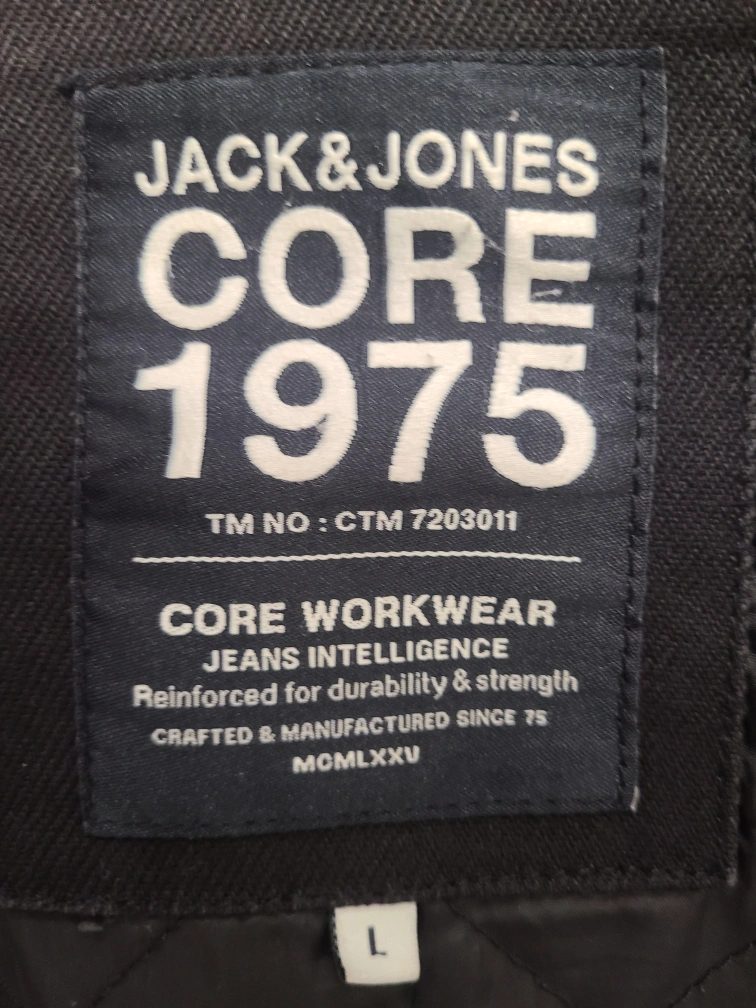 JACK&JONES
CORE
1975
TM NO : CTM 7203011
CORE WORKWEAR
JEANS INTELLIGENCE
Reinforced for durability & strength
CRAFTED & MANUFACTURED SINCE 75
MCMLXXV
L